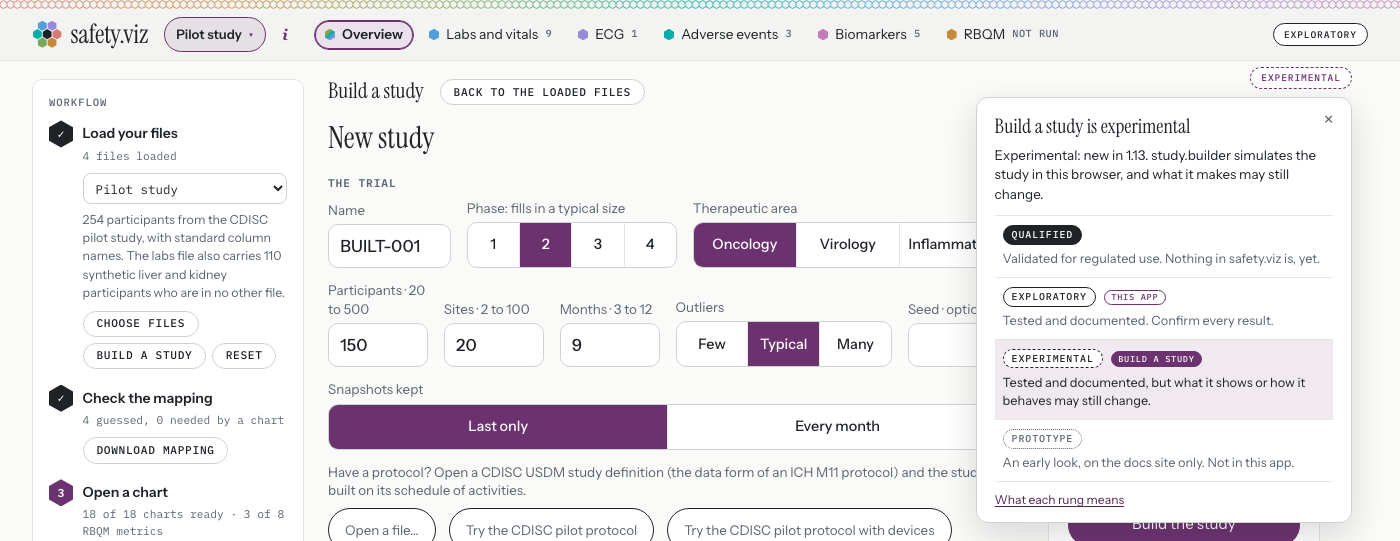 safety.viz
Pilot study
i
Overview
Labs and vitals 9
ECG 1
Adverse events 3
Biomarkers 5
RBQM NOT RUN
EXPLORATORY
WORKFLOW
✓ Load your files
4 files loaded
Pilot study
254 participants from the CDISC
pilot study, with standard column
names. The labs file also carries 110
synthetic liver and kidney
participants who are in no other file.
CHOOSE FILES
BUILD A STUDY RESET
✓ Check the mapping
4 guessed, 0 needed by a chart
DOWNLOAD MAPPING
3 Open a chart
18 of 18 charts ready · 3 of 8
RBQM metrics
Build a study BACK TO THE LOADED FILES
New study
THE TRIAL
Name
BUILT-001
Phase: fills in a typical size
1 2 3 4
Therapeutic area
Oncology Virology Inflammat
Participants · 20
to 500
150
Sites · 2 to 100
20
Months · 3 to 12
9
Outliers
Few Typical Many
Seed · optio
Snapshots kept
Last only Every month
Have a protocol? Open a CDISC USDM study definition (the data form of an ICH M11 protocol) and the stud
built on its schedule of activities.
Open a file… Try the CDISC pilot protocol Try the CDISC pilot protocol with devices
EXPERIMENTAL
Build a study is experimental ×
Experimental: new in 1.13. study.builder simulates the
study in this browser, and what it makes may still
change.
QUALIFIED
Validated for regulated use. Nothing in safety.viz is, yet.
EXPLORATORY THIS APP
Tested and documented. Confirm every result.
EXPERIMENTAL BUILD A STUDY
Tested and documented, but what it shows or how it
behaves may still change.
PROTOTYPE
An early look, on the docs site only. Not in this app.
What each rung means
Build the study